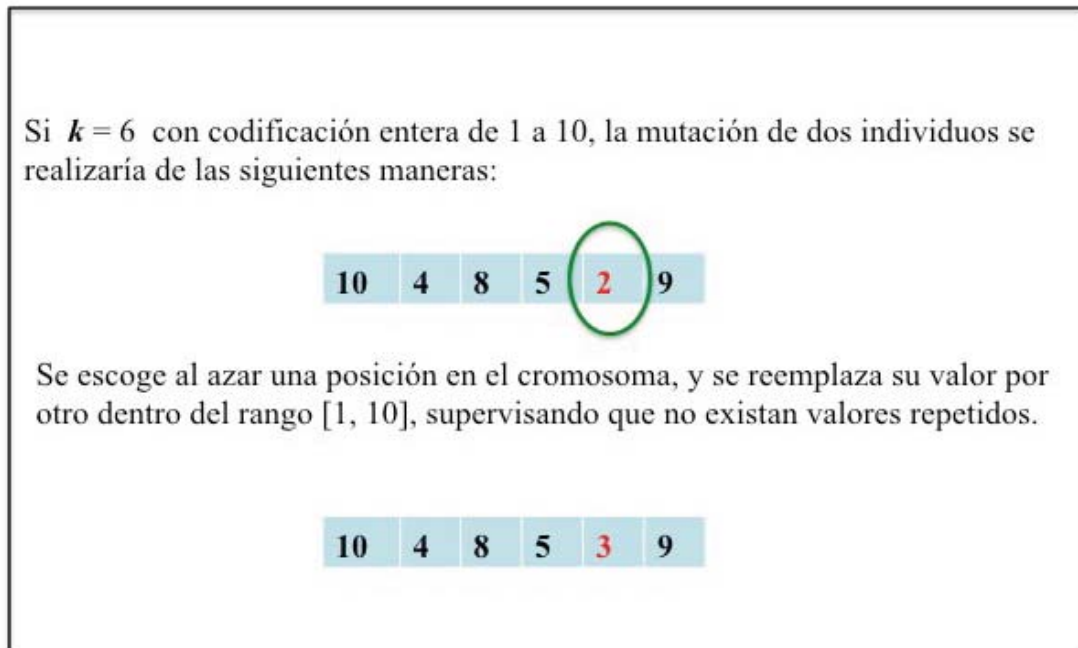 Si k = 6 con codificación entera de 1 a 10, la mutación de dos individuos se
realizaría de las siguientes maneras:
10 4 8 5 2 9
Se escoge al azar una posición en el cromosoma, y se reemplaza su valor por
otro dentro del rango [1, 10], supervisando que no existan valores repetidos.
10 4 8 5 3 9